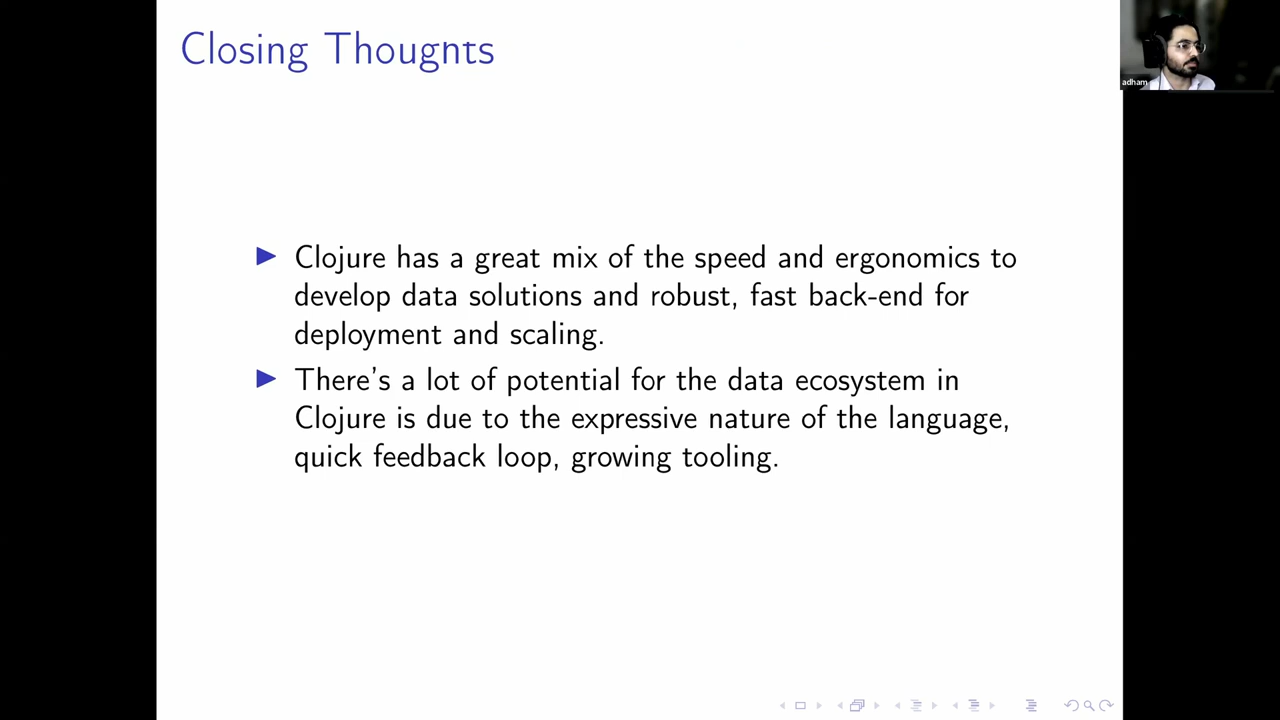 Closing Thougnts
adham
Clojure has a great mix of the speed and ergonomics to
develop data solutions and robust, fast back-end for
deployment and scaling.
There's a lot of potential for the data ecosystem in
Clojure is due to the expressive nature of the language,
quick feedback loop, growing tooling.